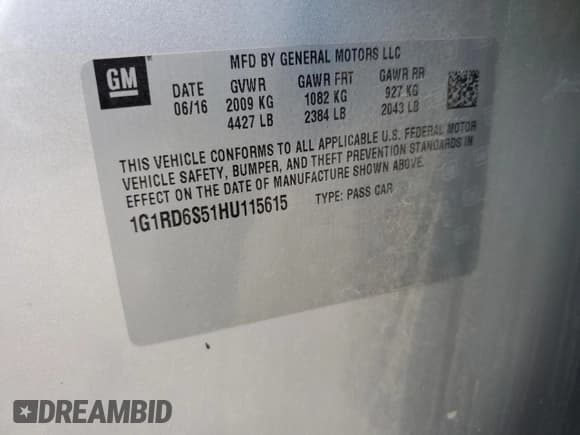 GM
®
MFD BY GENERAL MOTORS LLC
DATE GVWR GAWR FRT GAWR RR
06/16 2009 KG 1082 KG 927 KG
4427 LB 2384 LB 2043 LB
THIS VEHICLE CONFORMS TO ALL APPLICABLE U.S. FEDERAL MOTOR
VEHICLE SAFETY, BUMPER, AND THEFT PREVENTION STANDARDS IN
EFFECT ON THE DATE OF MANUFACTURE SHOWN ABOVE.
1G1RD6S51HU115615 TYPE: PASS CAR
DREAMBID